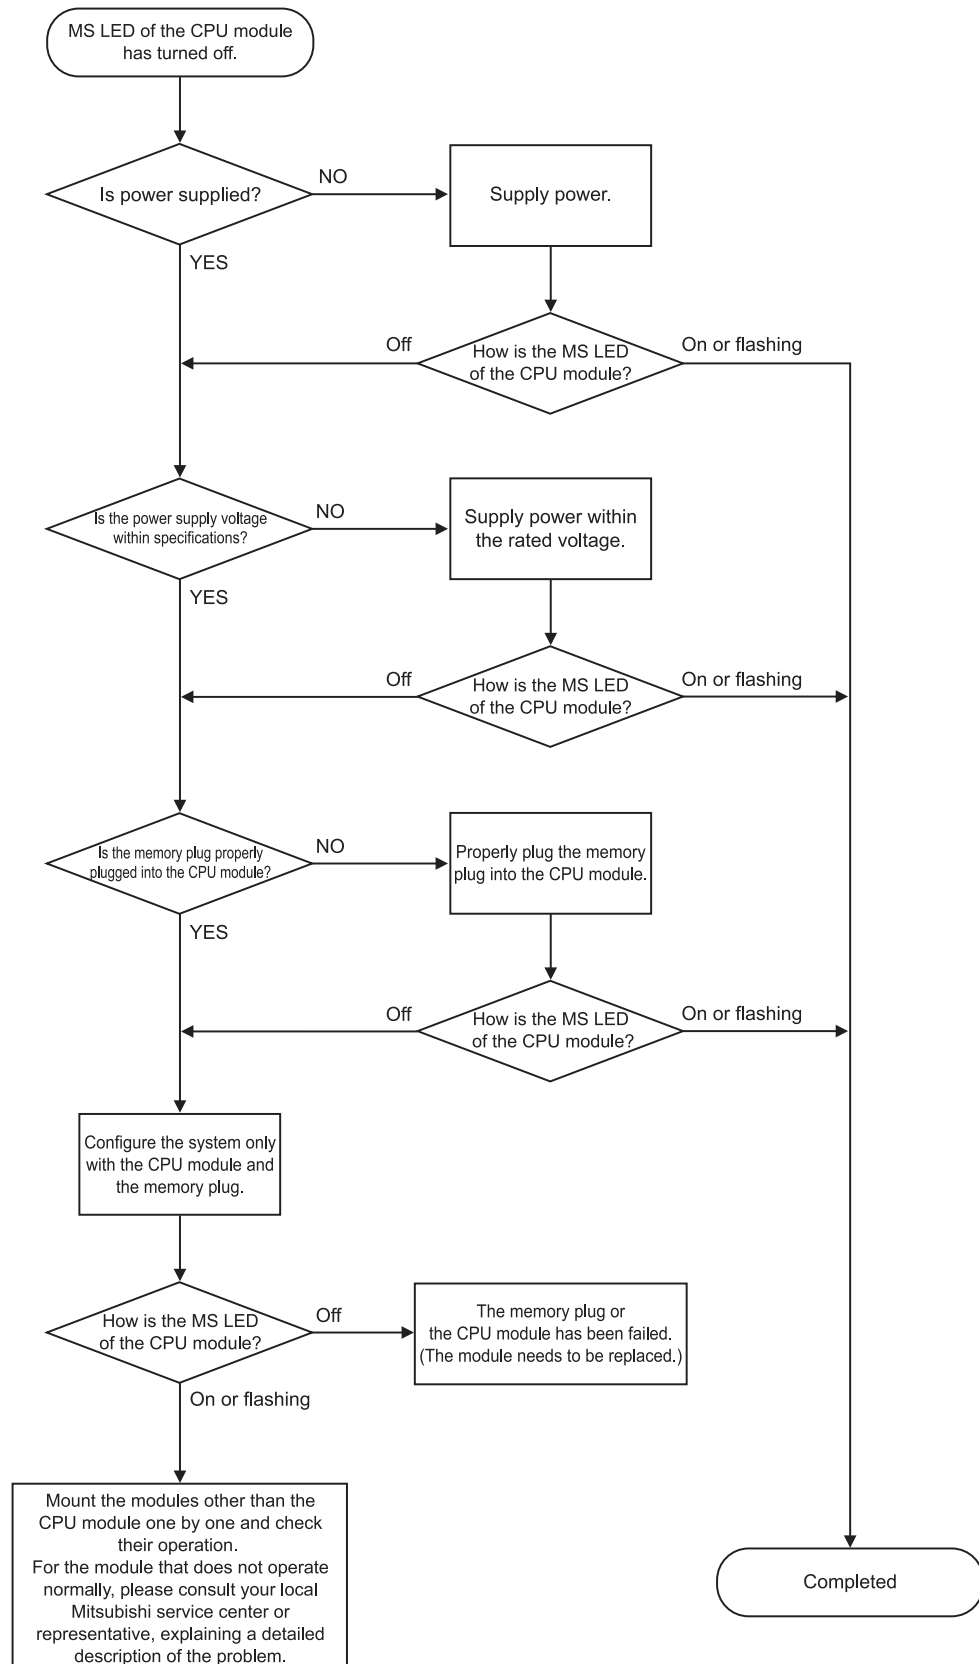 MS LED of the CPU module
has turned off.
Is power supplied?
NO
Supply power.
YES
Off
How is the MS LED
of the CPU module?
On or flashing
Is the power supply voltage
within specifications?
NO
Supply power within
the rated voltage.
YES
Off
How is the MS LED
of the CPU module?
On or flashing
Is the memory plug properly
plugged into the CPU module?
NO
Properly plug the memory
plug into the CPU module.
YES
Off
How is the MS LED
of the CPU module?
On or flashing
Configure the system only
with the CPU module and
the memory plug.
How is the MS LED
of the CPU module?
Off
The memory plug or
the CPU module has been failed.
(The module needs to be replaced.)
On or flashing
Mount the modules other than the
CPU module one by one and check
their operation.
For the module that does not operate
normally, please consult your local
Mitsubishi service center or
representative, explaining a detailed
description of the problem.
Completed